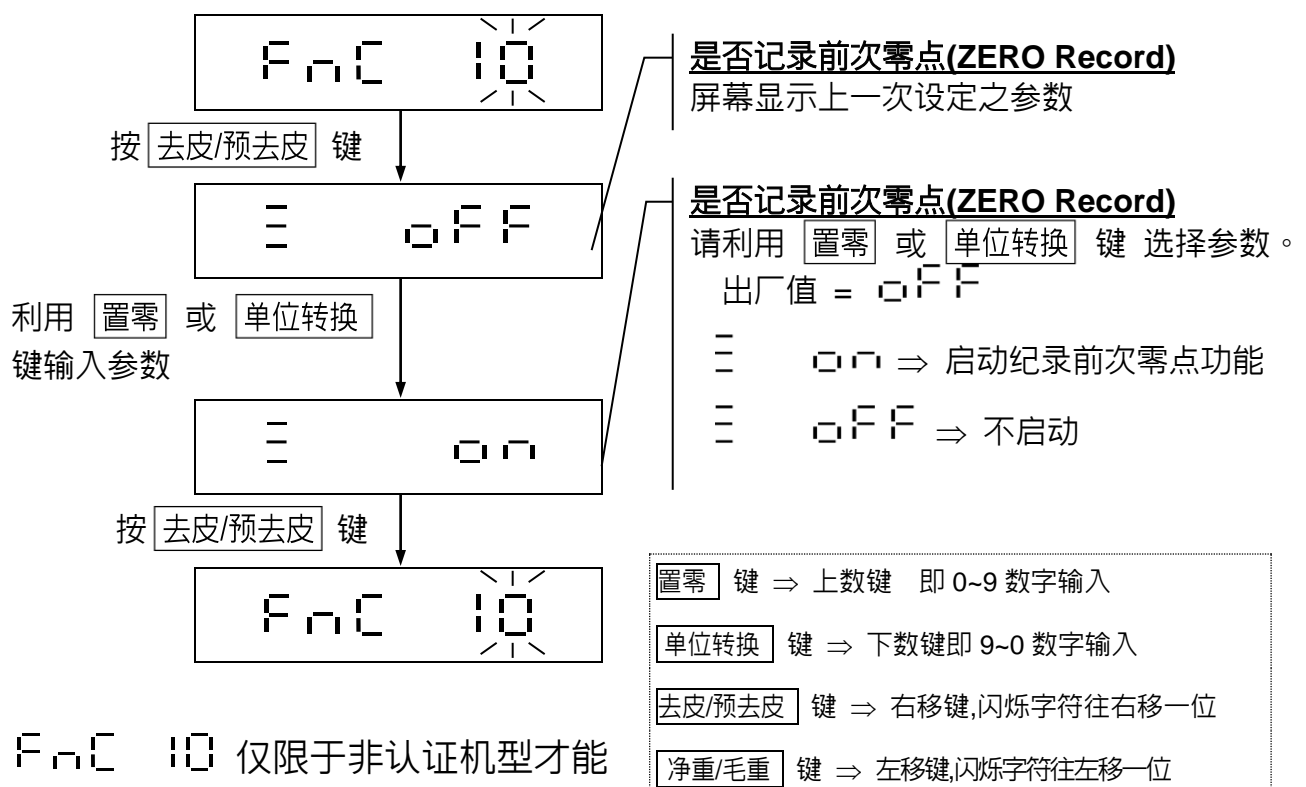 FnC 10
按 去皮/预去皮 键
oFF
利用 置零 或 单位转换
键输入参数
on
按 去皮/预去皮 键
FnC 10
FnC 10 仅限于非认证机型才能
是否记录前次零点(ZERO Record)
屏幕显示上一次设定之参数
是否记录前次零点(ZERO Record)
请利用 置零 或 单位转换 键 选择参数。
出厂值 = oFF
on ⇒ 启动纪录前次零点功能
oFF ⇒ 不启动
置零 键 ⇒ 上数键 即 0~9 数字输入
单位转换 键 ⇒ 下数键即 9~0 数字输入
去皮/预去皮 键 ⇒ 右移键,闪烁字符往右移一位
净重/毛重 键 ⇒ 左移键,闪烁字符往左移一位